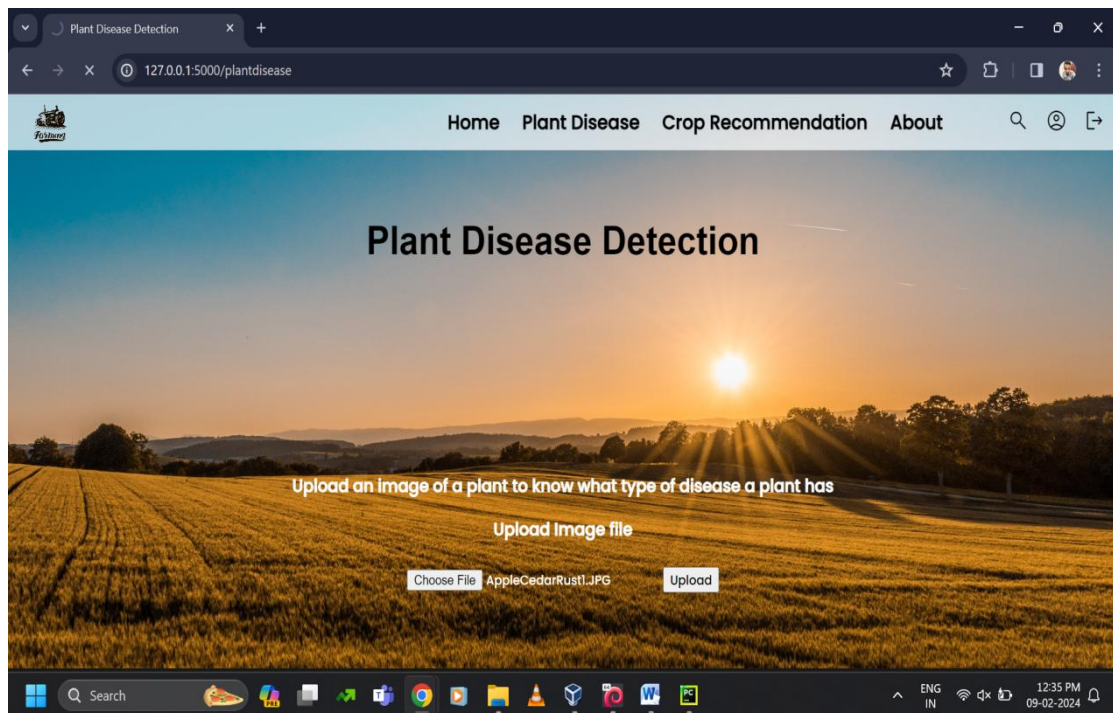 Plant Disease Detection
127.0.0.1:5000/plantdisease
Home Plant Disease Crop Recommendation About
Plant Disease Detection
Upload an image of a plant to know what type of disease a plant has
Upload Image file
Choose File AppleCedarRust1.JPG Upload
Search
PRE
W
PC
ENG
IN
12:35 PM
09-02-2024